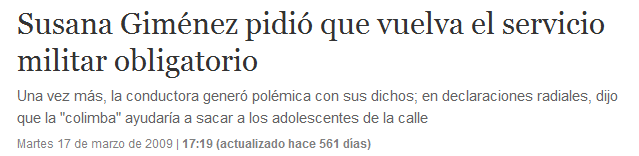 Susana Giménez pidió que vuelva el servicio
militar obligatorio
Una vez más, la conductora generó polémica con sus dichos; en declaraciones radiales, dijo
que la "colimba" ayudaría a sacar a los adolescentes de la calle
Martes 17 de marzo de 2009 | 17:19 (actualizado hace 561 días)